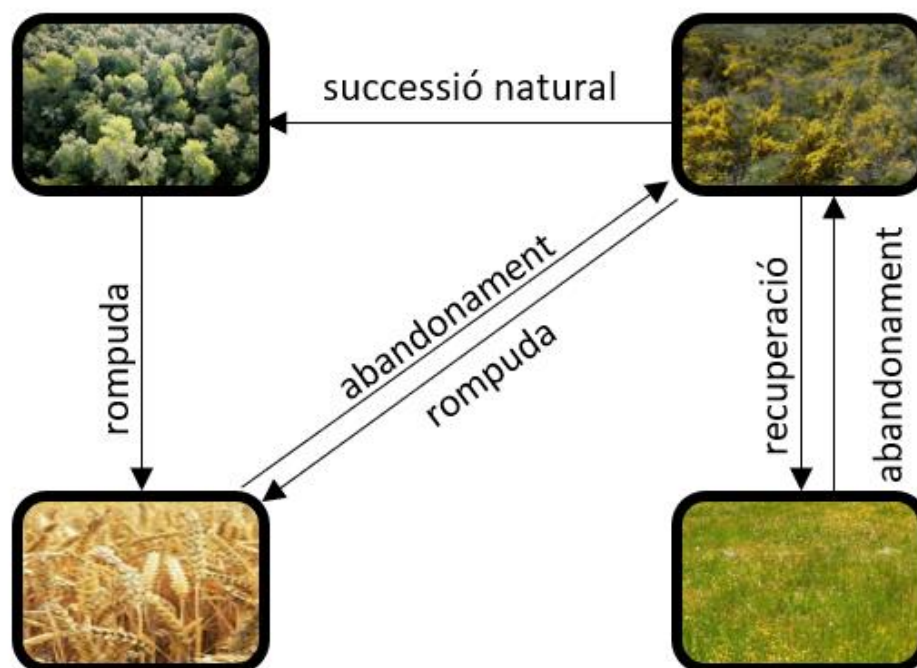 successió natural
rompuda
abandonament
rompuda
recuperació
abandonament